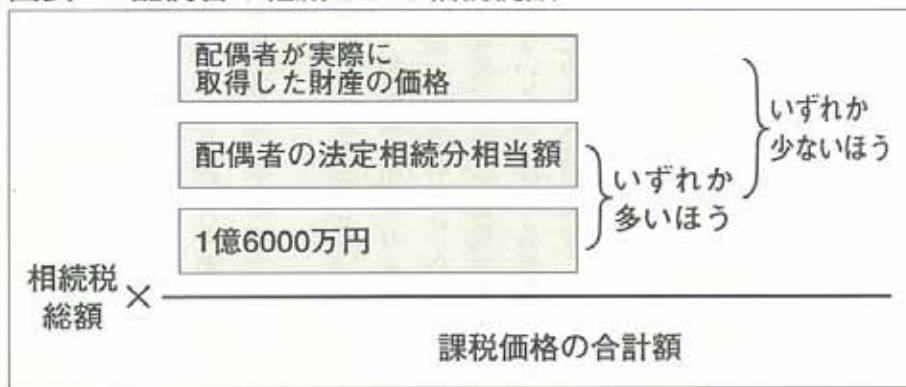 配偶者が実際に
取得した財産の価格
いずれか
少ないほう
配偶者の法定相続分相当額
いずれか
多いほう
1億6000万円
相続税
総額
×
課税価格の合計額